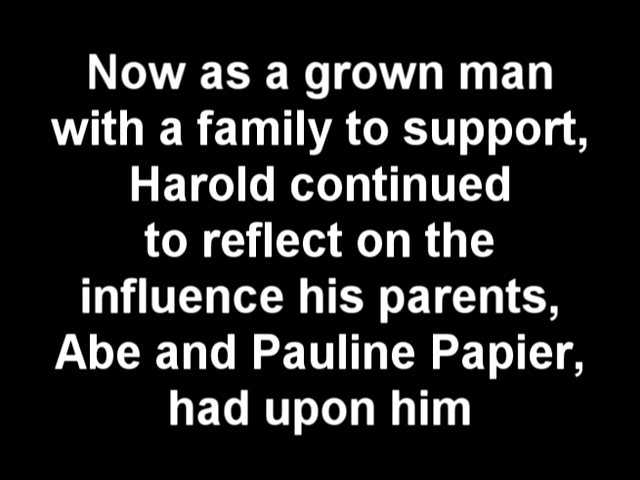 Now as a grown man
with a family to support,
Harold continued
to reflect on the
influence his parents,
Abe and Pauline Papier,
had upon him